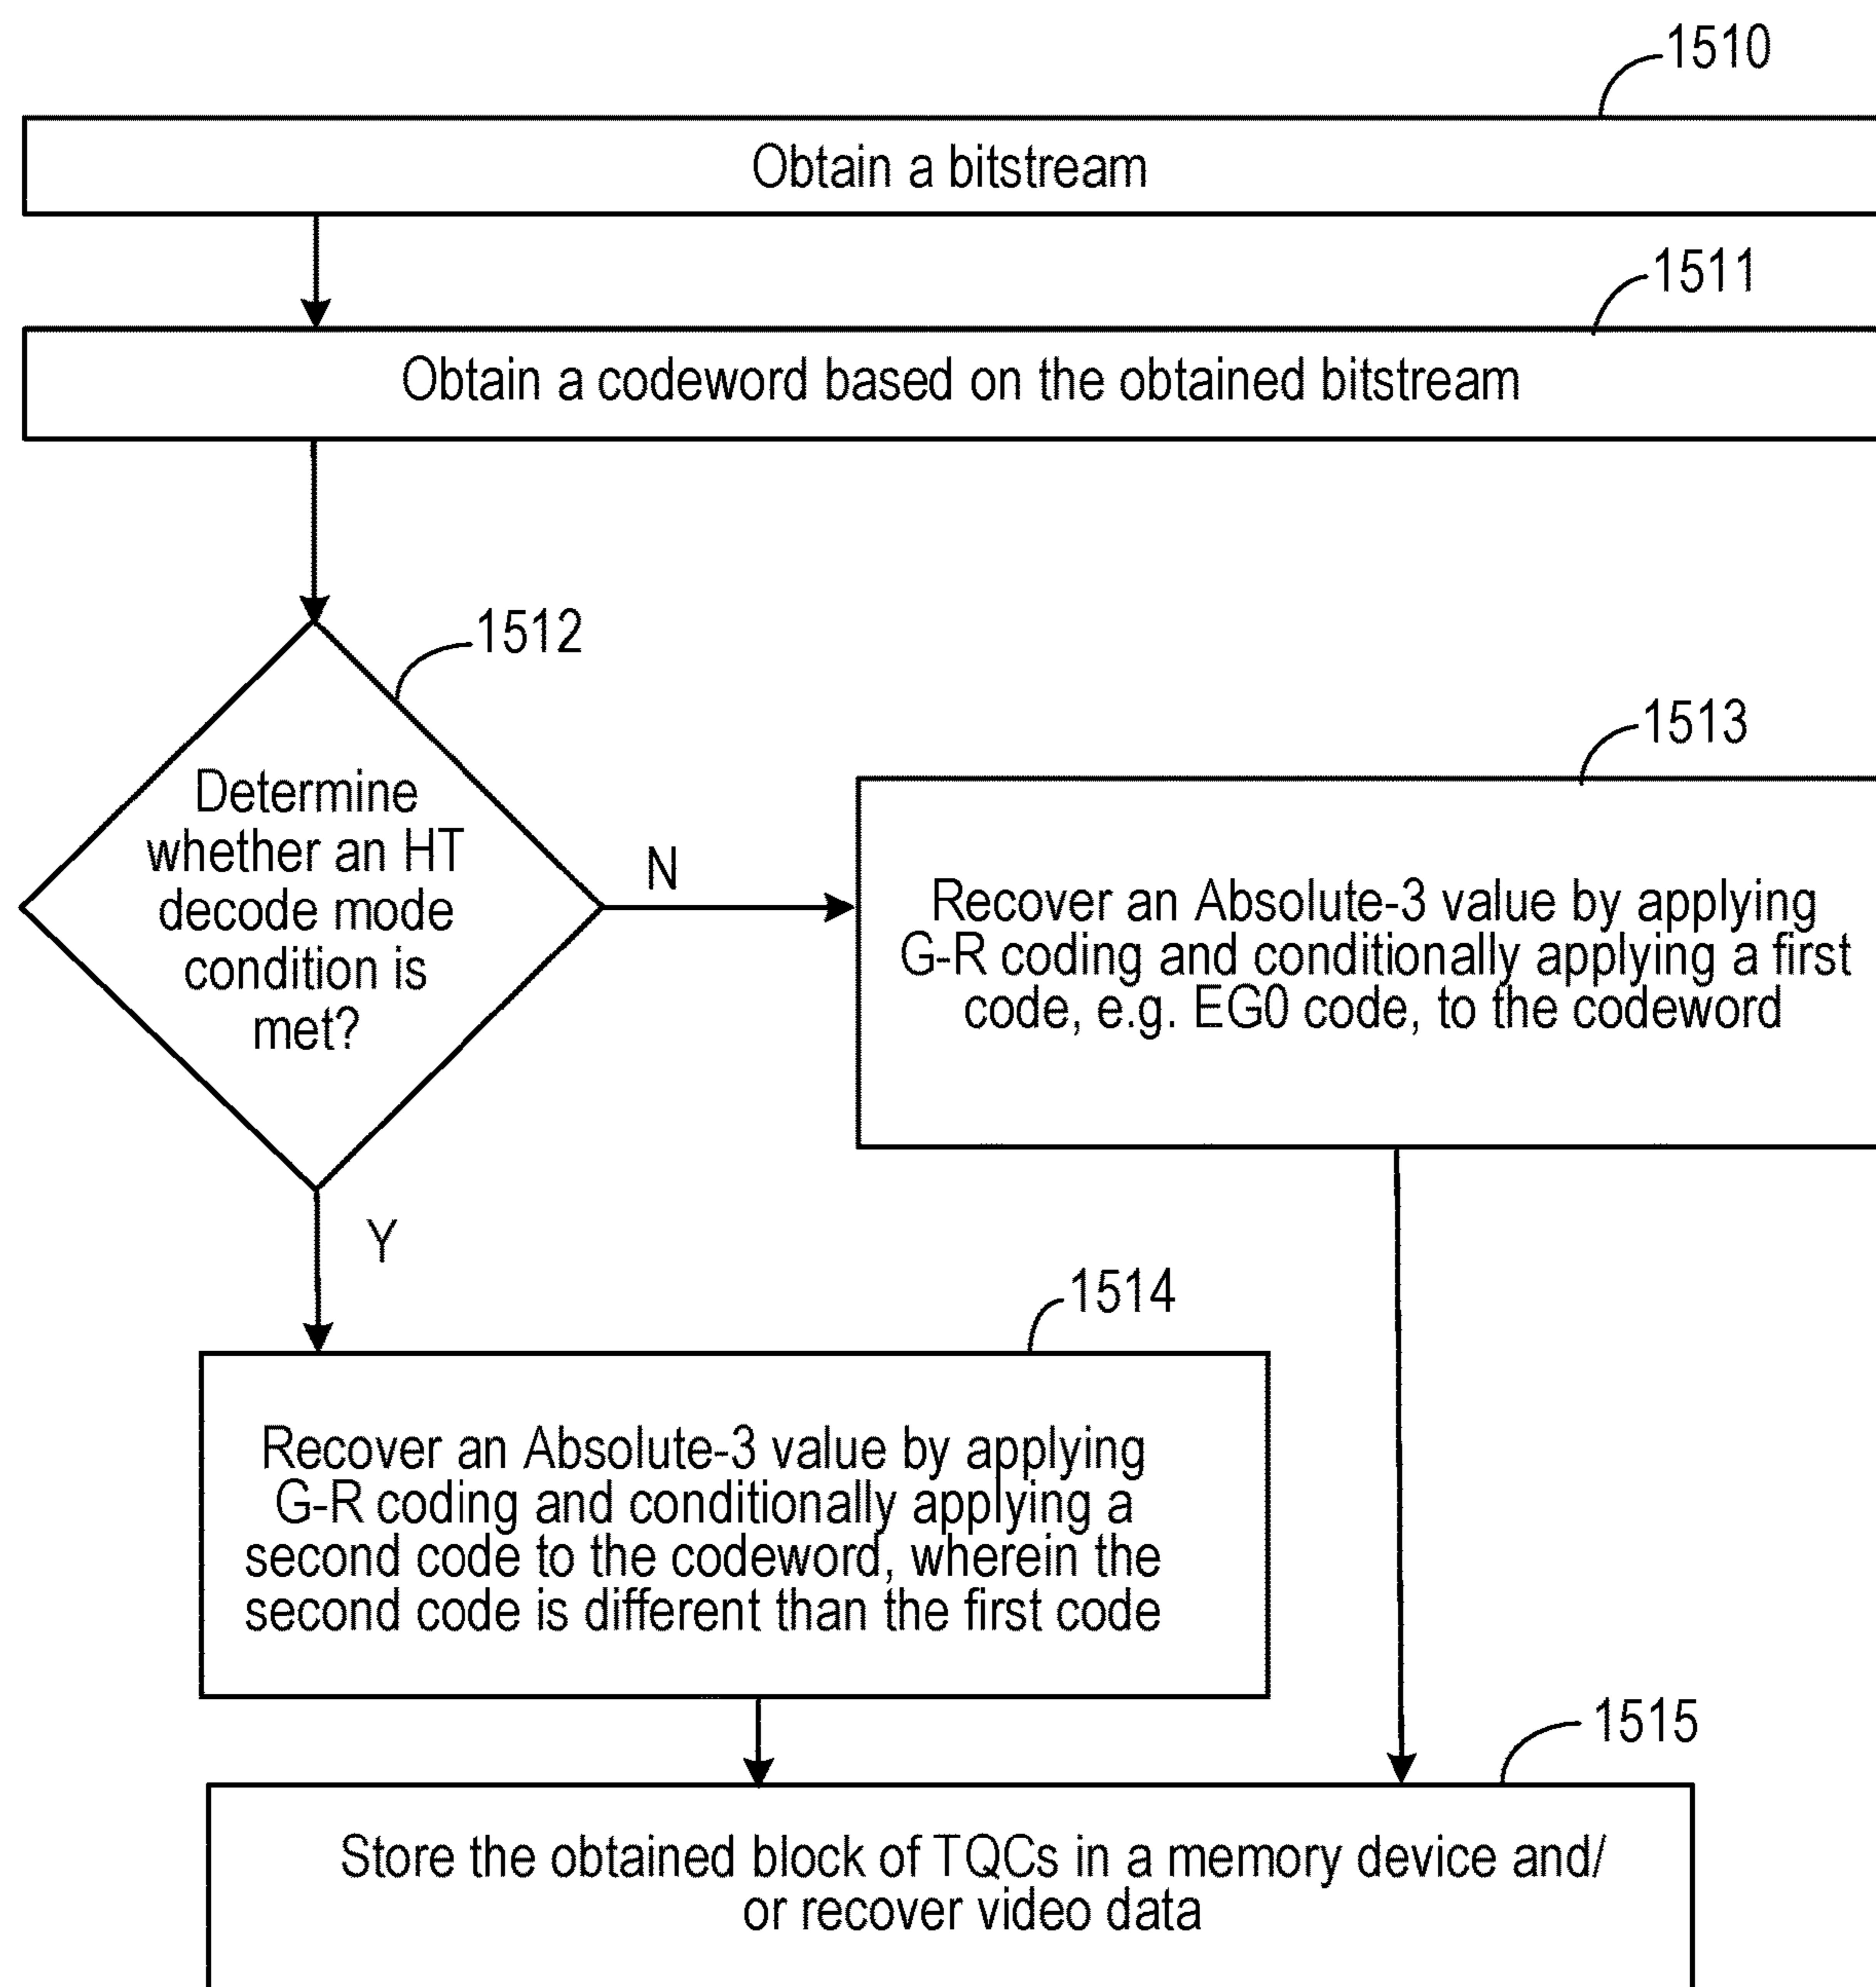 1510
Obtain a bitstream
1511
Obtain a codeword based on the obtained bitstream
1512
Determine
whether an HT
decode mode
condition is
met?
N
1513
Recover an Absolute-3 value by applying
G-R coding and conditionally applying a first
code, e.g. EG0 code, to the codeword
Y
1514
Recover an Absolute-3 value by applying
G-R coding and conditionally applying a
second code to the codeword, wherein the
second code is different than the first code
1515
Store the obtained block of TQCs in a memory device and/
or recover video data